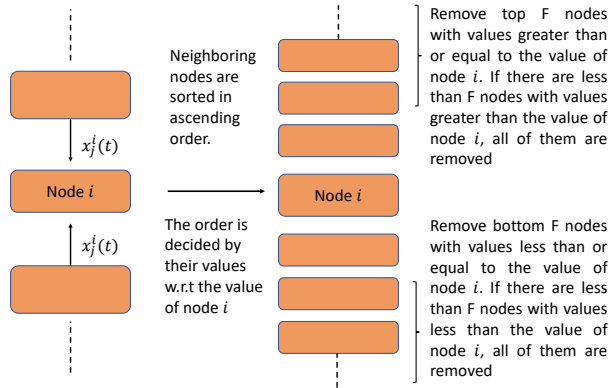 Neighboring
nodes are
sorted in
ascending
order.
x_j^i(t)
Node i
x_j^i(t)
The order is
decided by
their values
w.r.t the value
of node i
Node i
Remove top F nodes
with values greater than
or equal to the value of
node i. If there are less
than F nodes with values
greater than the value of
node i, all of them are
removed
Remove bottom F nodes
with values less than or
equal to the value of
node i. If there are less
than F nodes with values
less than the value of
node i, all of them are
removed